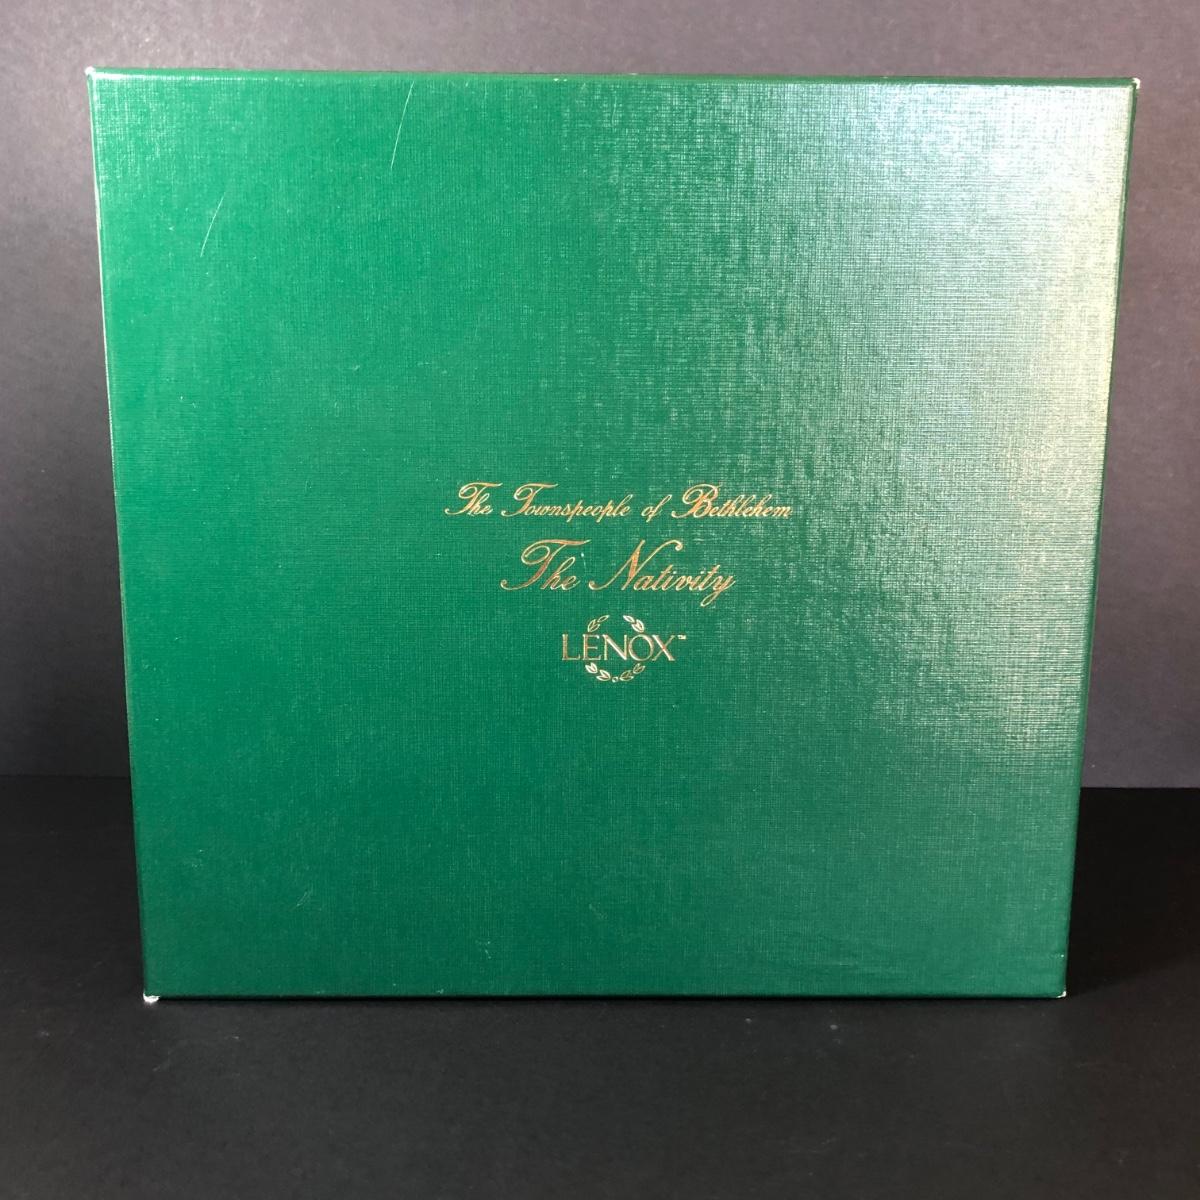 The Townspeople of Bethlehem
The Nativity
LENOX™